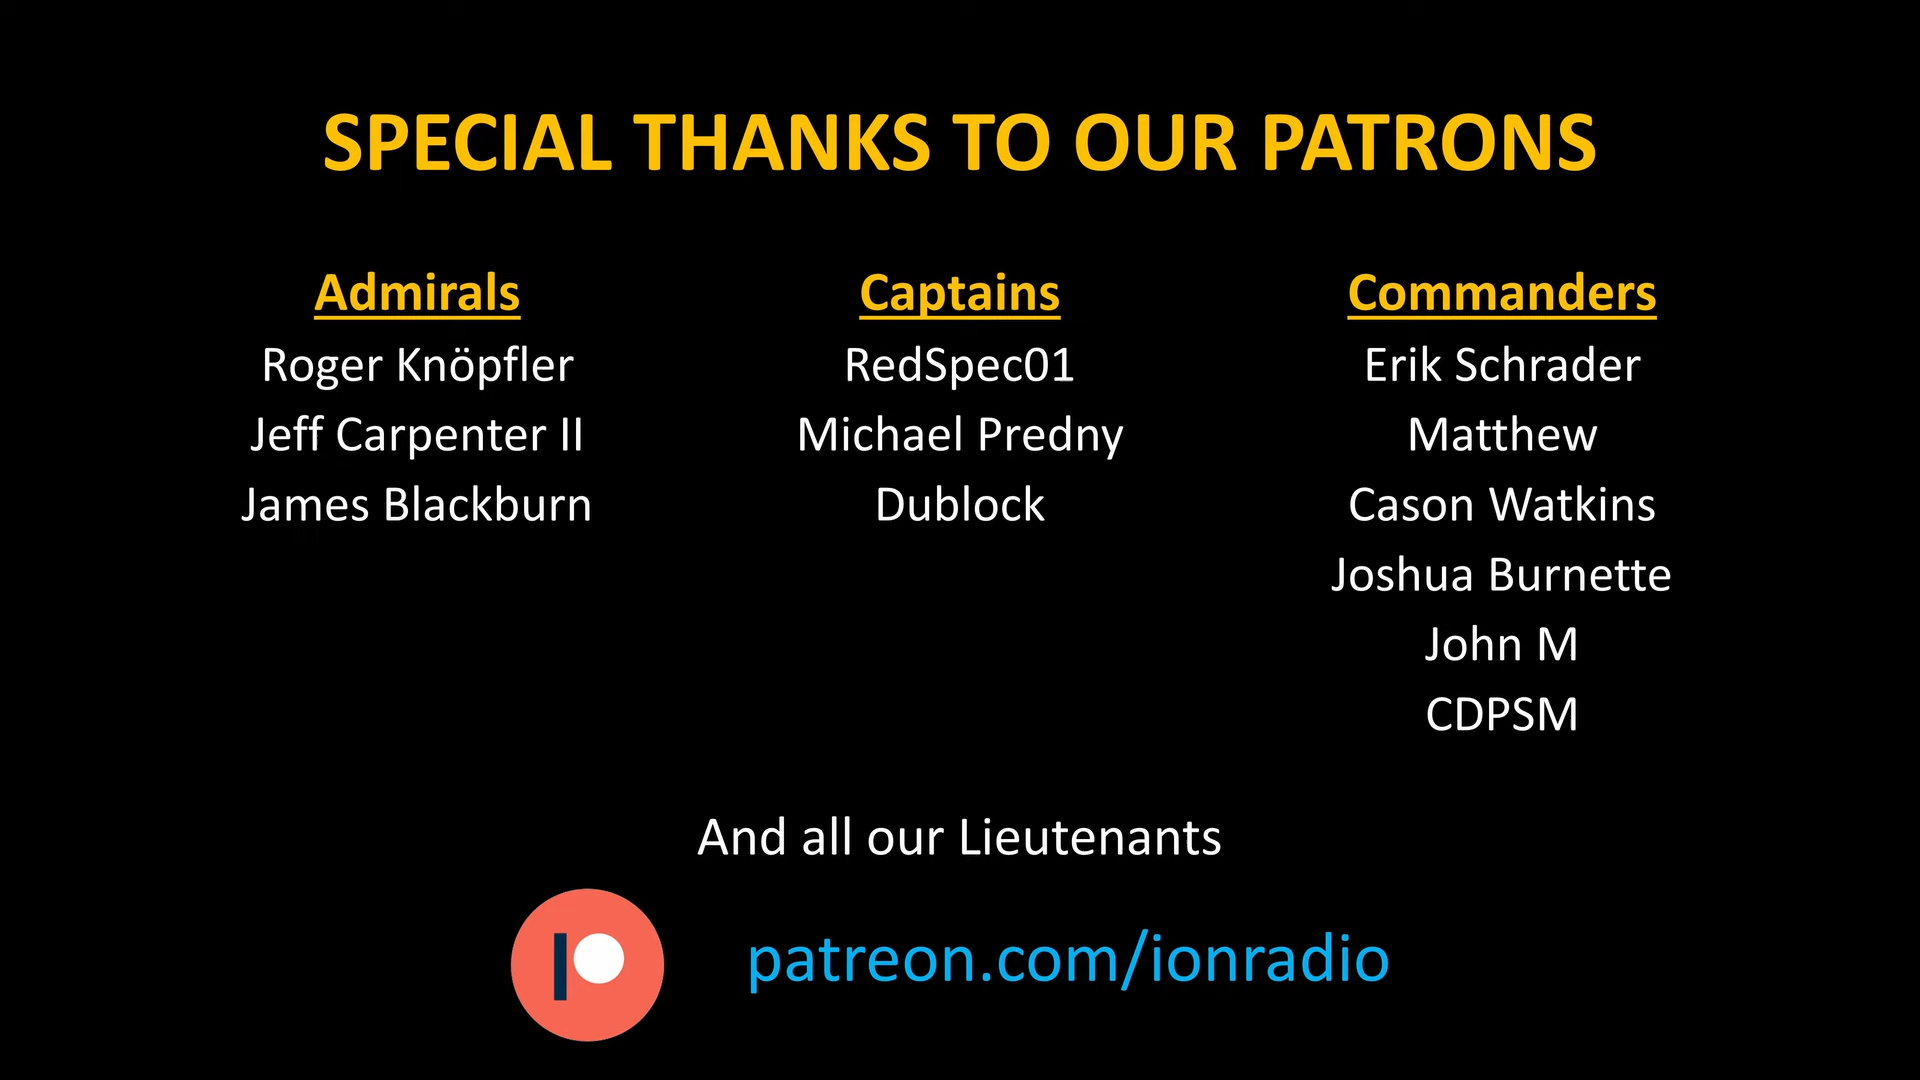 SPECIAL THANKS TO OUR PATRONS
Admirals
Roger Knöpfler
Jeff Carpenter II
James Blackburn
Captains
RedSpec01
Michael Predny
Dublock
Commanders
Erik Schrader
Matthew
Cason Watkins
Joshua Burnette
John M
CDPSM
And all our Lieutenants
patreon.com/ionradio